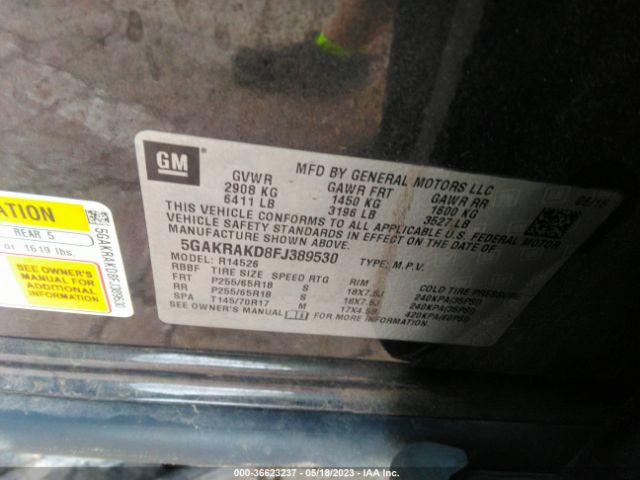 GM
MFD BY GENERAL MOTORS LLC
GVWR GAWR FRT GAWR RR
2908 KG 1450 KG 1600 KG
6411 LB 3196 LB 3527 LB
THIS VEHICLE CONFORMS TO ALL APPLICABLE U.S. FEDERAL MOTOR
VEHICLE SAFETY STANDARDS IN EFFECT ON THE DATE OF
MANUFACTURE SHOWN ABOVE.
5GAKRAKD8FJ389530 TYPE: M.P.V.
MODEL: R14526
RBBF TIRE SIZE SPEED RTG RIM COLD TIRE PRESSURE
FRT P255/65R18 S 18X7.5J 240KPA(35PSI)
RR P255/65R18 S 18X7.5J 240KPA(35PSI)
SPA T145/70R17 M 17X4.5B 420KPA(60PSI)
SEE OWNER'S MANUAL FOR MORE INFORMATION.
ATION
REAR 5
or 1619 lbs.
SEE OWNER'S
MANUAL FOR
ADDITIONAL
INFORMATION
5GAKRAKD8FJ389530
000-36623237 - 05/18/2023 - IAA Inc.